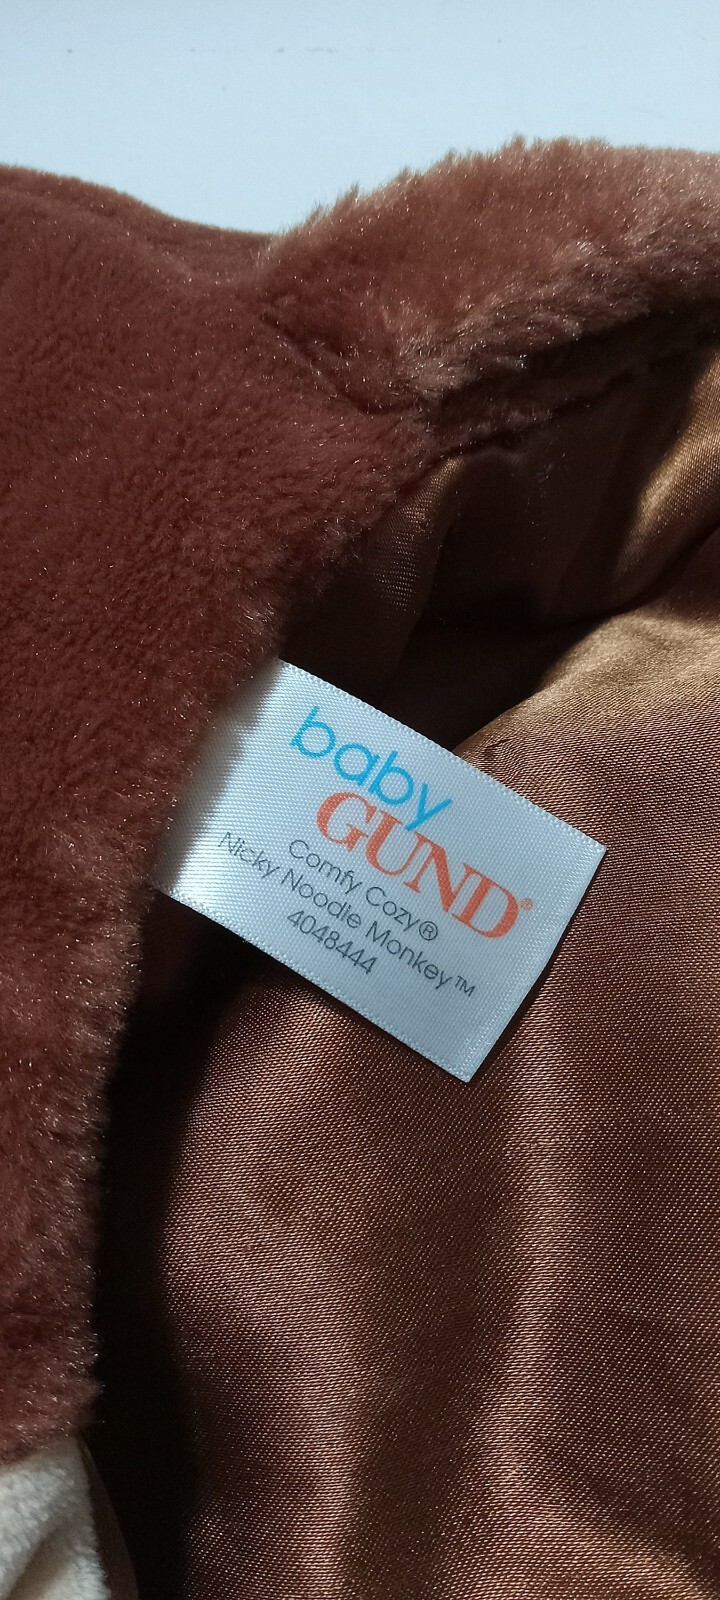 baby
GUND®
Comfy Cozy®
Nicky Noodle Monkey™
4048444